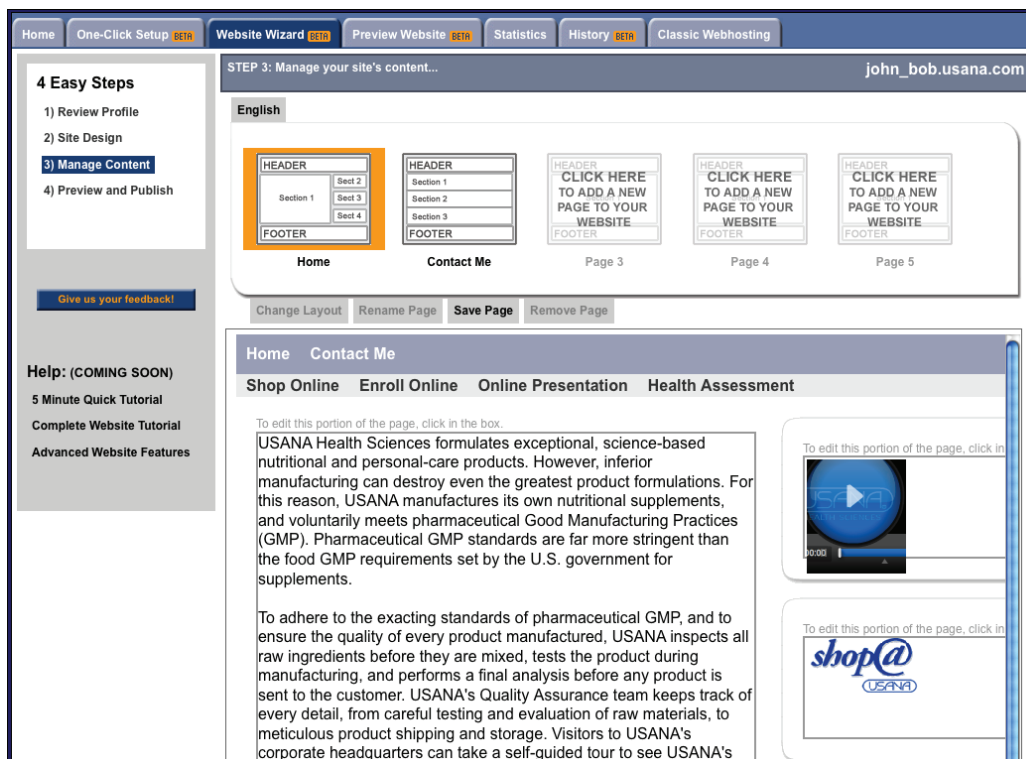 Home
One-Click Setup BETA
Website Wizard BETA
Preview Website BETA
Statistics
History BETA
Classic Webhosting
STEP 3: Manage your site's content...
john_bob.usana.com
4 Easy Steps
1) Review Profile
2) Site Design
3) Manage Content
4) Preview and Publish
Give us your feedback!
Help: (COMING SOON)
5 Minute Quick Tutorial
Complete Website Tutorial
Advanced Website Features
English
HEADER
Section 1
Sect 2
Sect 3
Sect 4
FOOTER
Home
HEADER
Section 1
Section 2
Section 3
FOOTER
Contact Me
HEADER
CLICK HERE
TO ADD A NEW
PAGE TO YOUR
WEBSITE
FOOTER
Page 3
HEADER
CLICK HERE
TO ADD A NEW
PAGE TO YOUR
WEBSITE
FOOTER
Page 4
HEADER
CLICK HERE
TO ADD A NEW
PAGE TO YOUR
WEBSITE
FOOTER
Page 5
Change Layout
Rename Page
Save Page
Remove Page
Home Contact Me
Shop Online Enroll Online Online Presentation Health Assessment
To edit this portion of the page, click in the box.
USANA Health Sciences formulates exceptional, science-based
nutritional and personal-care products. However, inferior
manufacturing can destroy even the greatest product formulations. For
this reason, USANA manufactures its own nutritional supplements,
and voluntarily meets pharmaceutical Good Manufacturing Practices
(GMP). Pharmaceutical GMP standards are far more stringent than
the food GMP requirements set by the U.S. government for
supplements.
To adhere to the exacting standards of pharmaceutical GMP, and to
ensure the quality of every product manufactured, USANA inspects all
raw ingredients before they are mixed, tests the product during
manufacturing, and performs a final analysis before any product is
sent to the customer. USANA's Quality Assurance team keeps track of
every detail, from careful testing and evaluation of raw materials, to
meticulous product shipping and storage. Visitors to USANA's
corporate headquarters can take a self-guided tour to see USANA's
To edit this portion of the page, click in
USANA
00:00
To edit this portion of the page, click in
shop@
USANA